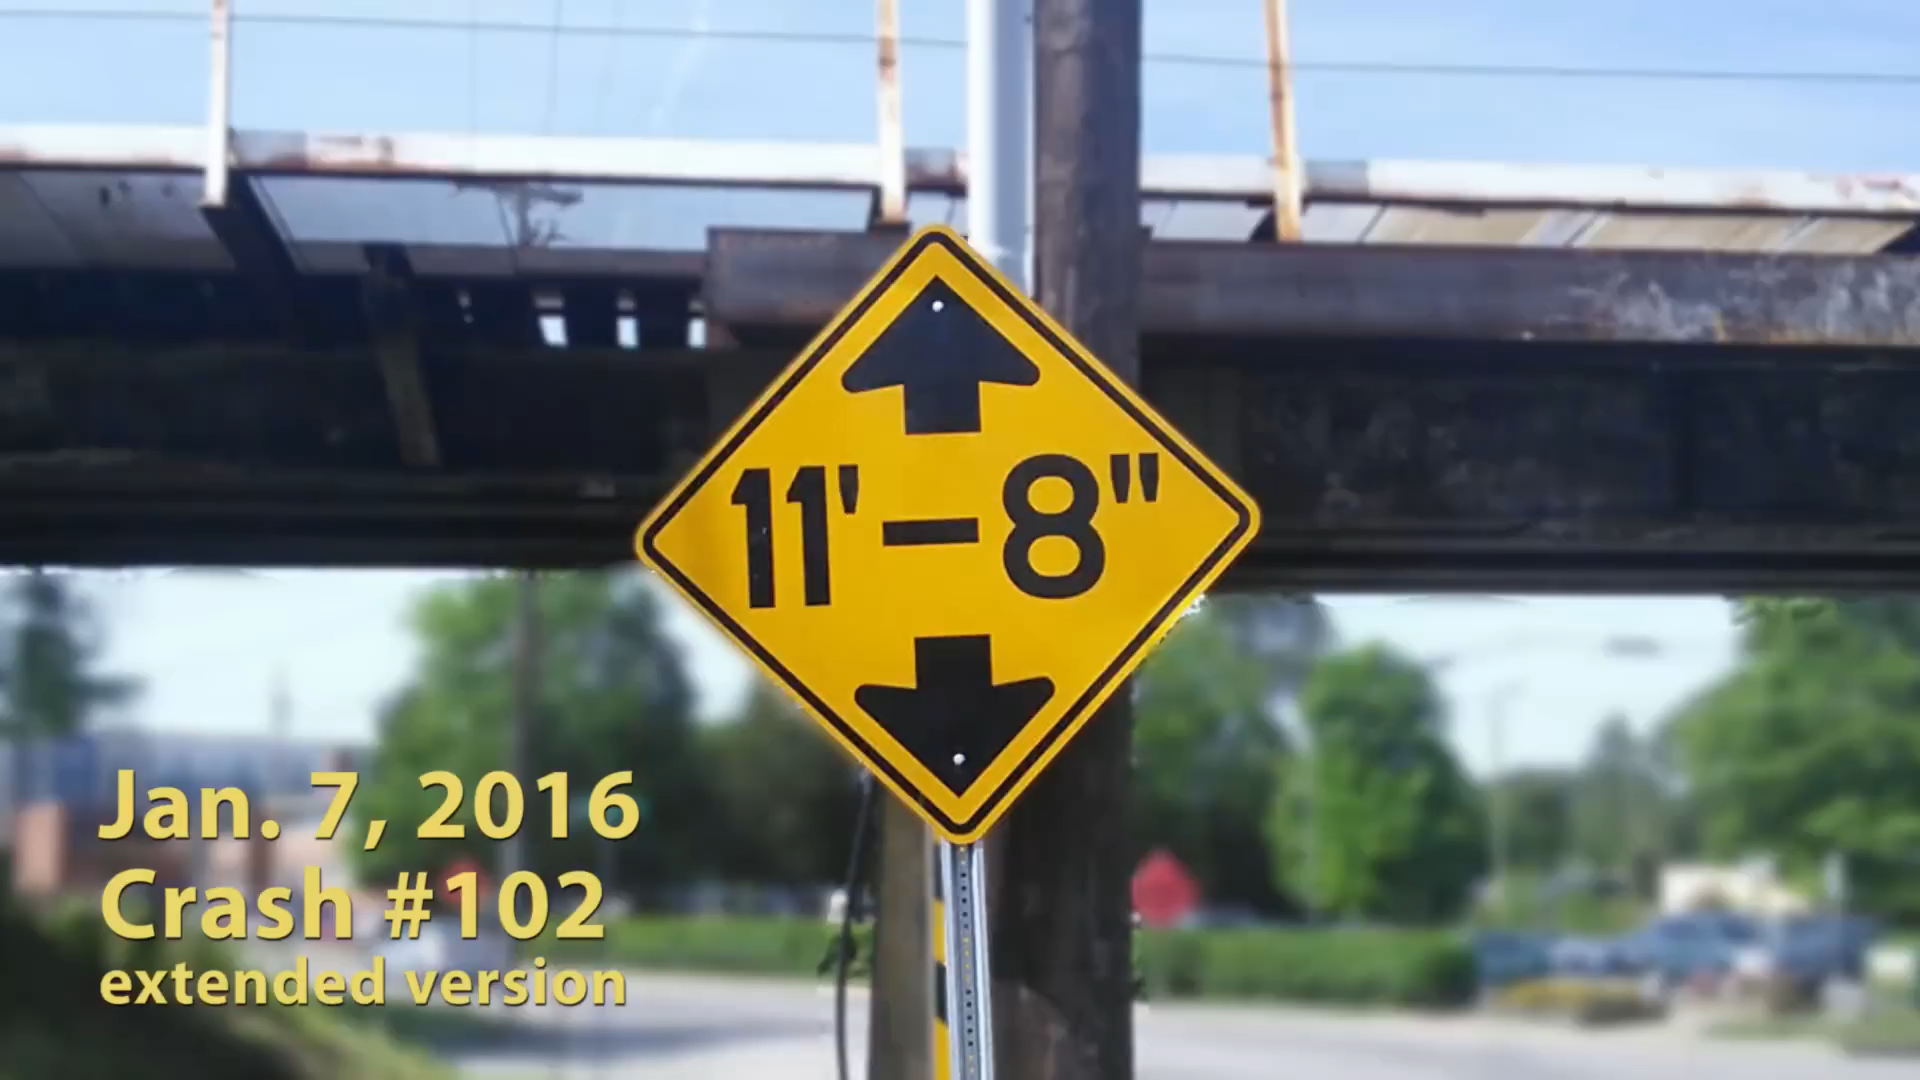 11'–8"
Jan. 7, 2016
Crash #102
extended version